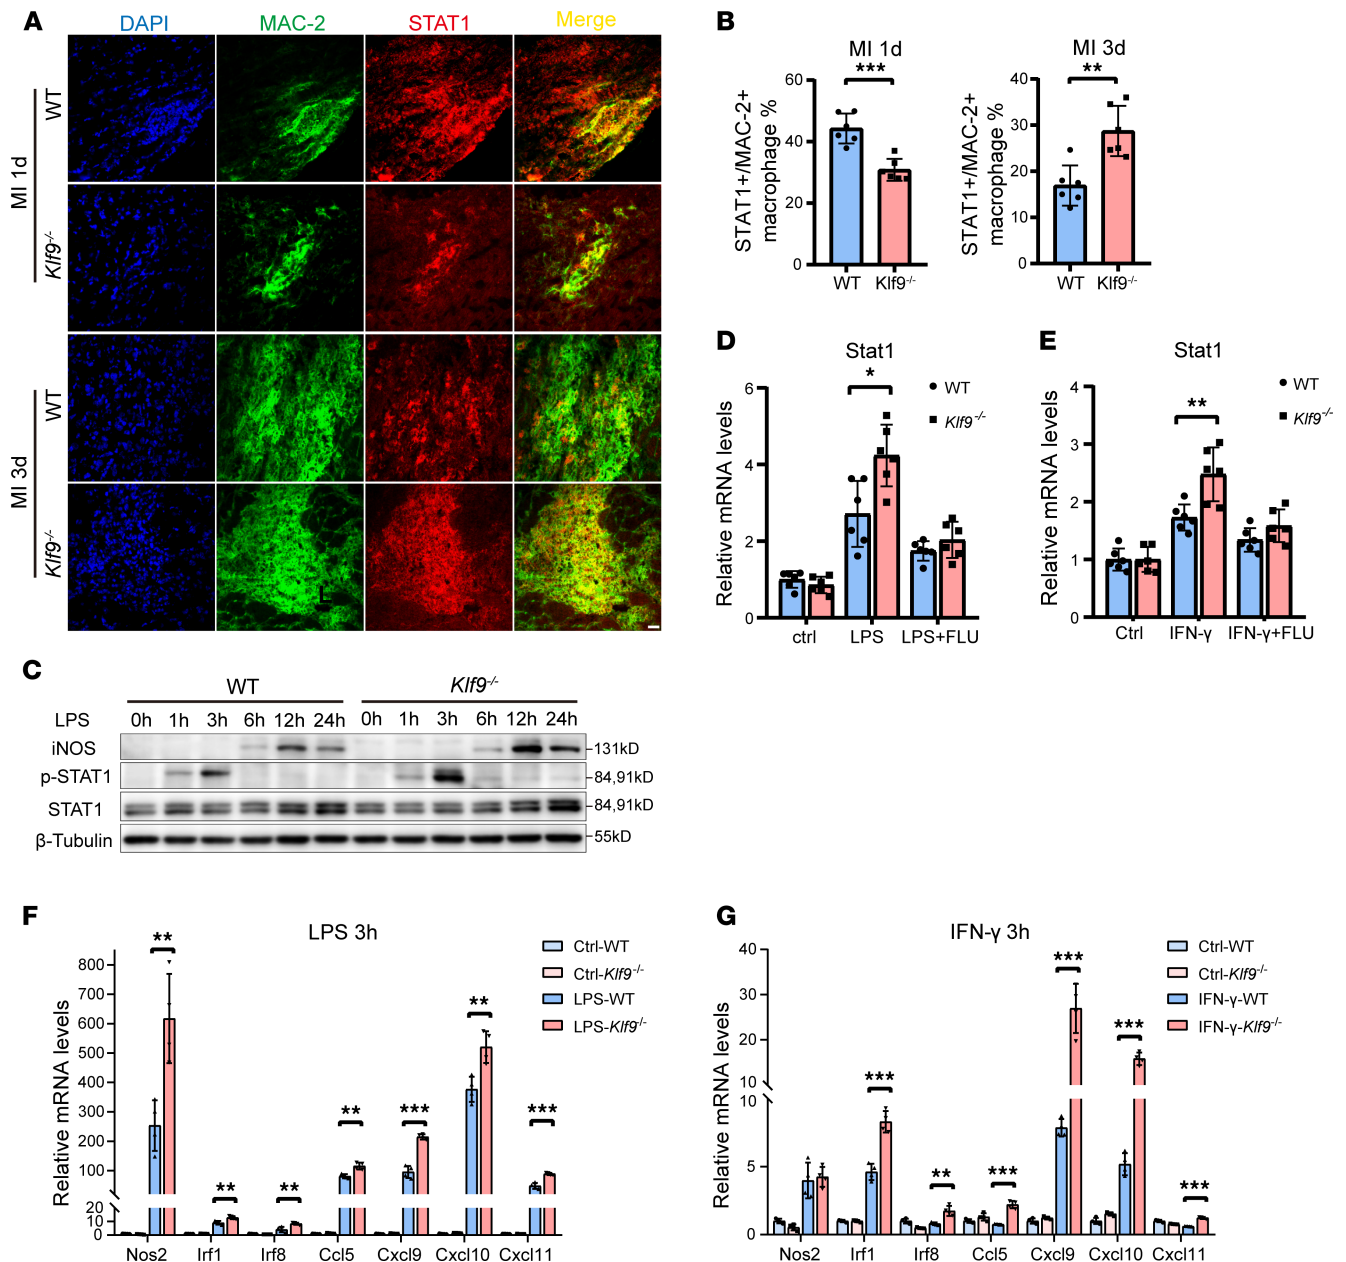 A
DAPI
MAC-2
STAT1
Merge
MI 1d
WT
Klf9-/-
MI 3d
WT
Klf9-/-
B
MI 1d
***
STAT1+/MAC-2+
macrophage %
60
40
20
0
WT
Klf9-/-
MI 3d
**
STAT1+/MAC-2+
macrophage %
40
30
20
10
0
WT
Klf9-/-
C
WT
Klf9-/-
LPS
0h 1h 3h 6h 12h 24h 0h 1h 3h 6h 12h 24h
iNOS
131kD
p-STAT1
84,91kD
STAT1
84,91kD
β-Tubulin
55kD
D
Stat1
*
WT
Klf9-/-
Relative mRNA levels
6
4
2
0
ctrl
LPS
LPS+FLU
E
Stat1
**
WT
Klf9-/-
Relative mRNA levels
4
3
2
1
0
Ctrl
IFN-γ
IFN-γ+FLU
F
LPS 3h
Ctrl-WT
Ctrl-Klf9-/-
LPS-WT
LPS-Klf9-/-
Relative mRNA levels
800
700
600
500
400
300
200
100
20
10
0
** ** ** ** *** ** ***
Nos2 Irf1 Irf8 Ccl5 Cxcl9 Cxcl10 Cxcl11
G
IFN-γ 3h
Ctrl-WT
Ctrl-Klf9-/-
IFN-γ-WT
IFN-γ-Klf9-/-
Relative mRNA levels
40
30
20
10
10
5
0
*** ** *** *** *** ***
Nos2 Irf1 Irf8 Ccl5 Cxcl9 Cxcl10 Cxcl11